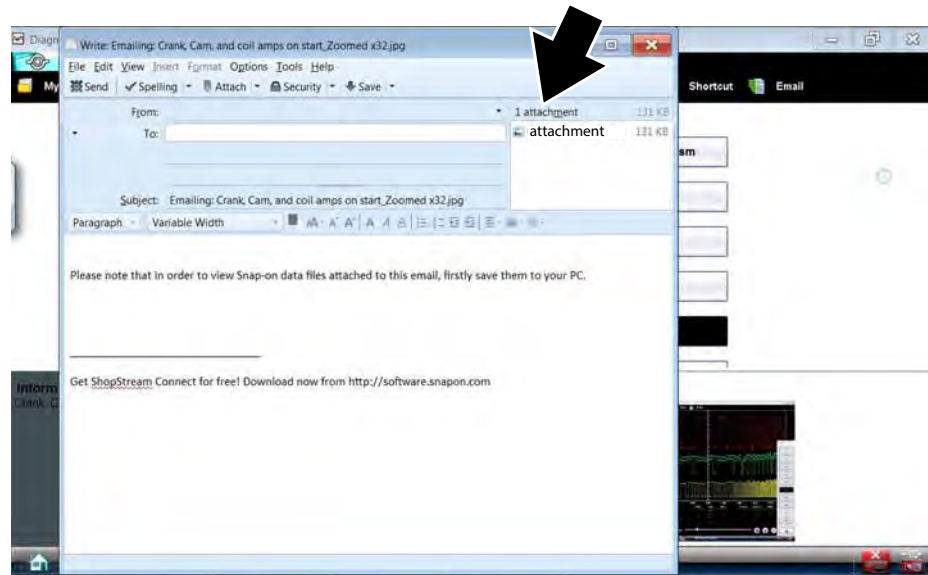 Diagn
Write: Emailing: Crank, Cam, and coil amps on start_Zoomed x32.jpg
File Edit View Insert Format Options Tools Help
My
Send Spelling Attach Security Save
Shortcut Email
From:
1 attachment 131 KB
To:
attachment 131 KB
sm
Subject: Emailing: Crank, Cam, and coil amps on start_Zoomed x32.jpg
Paragraph Variable Width
Please note that in order to view Snap-on data files attached to this email, firstly save them to your PC.
Get ShopStream Connect for free! Download now from http://software.snapon.com
Inform
Crank, C